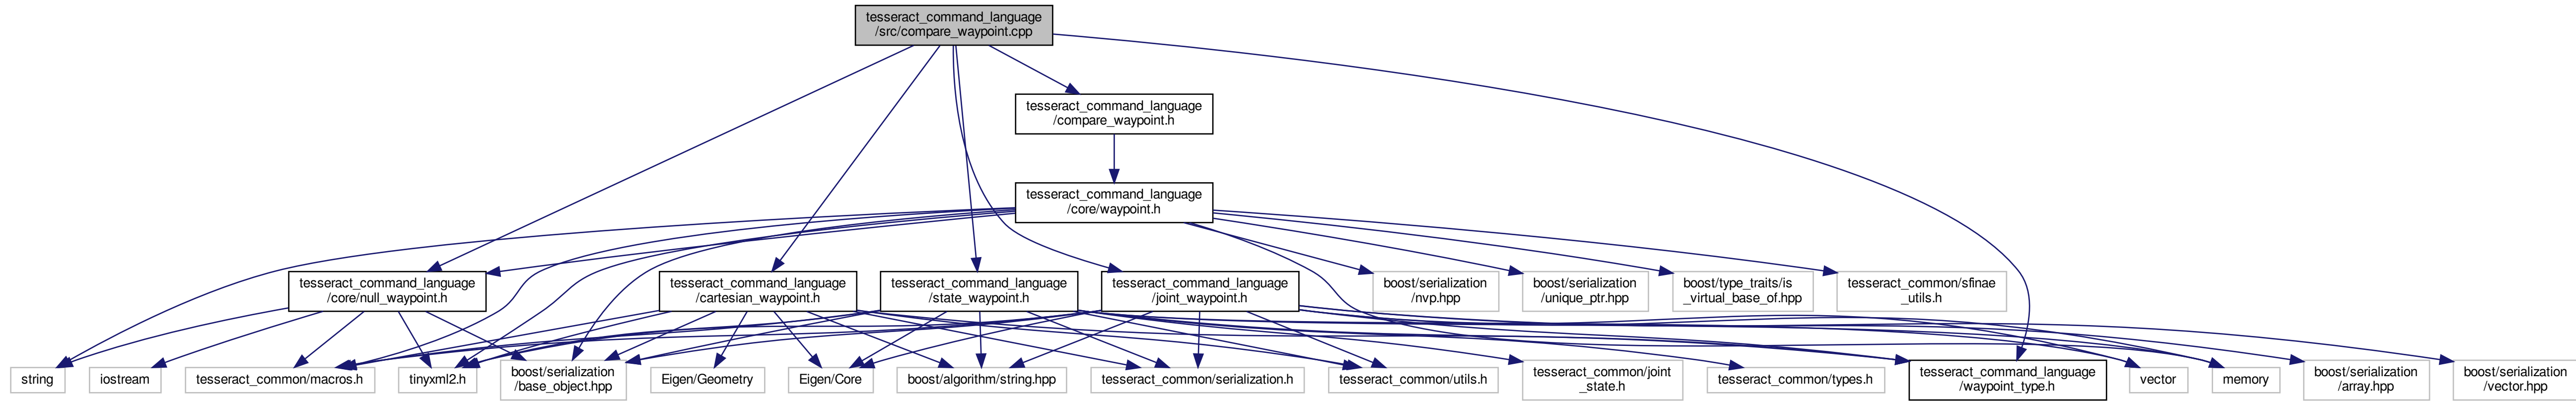 tesseract_command_language
/src/compare_waypoint.cpp
tesseract_command_language
/compare_waypoint.h
tesseract_command_language
/core/waypoint.h
tesseract_command_language
/core/null_waypoint.h
tesseract_command_language
/cartesian_waypoint.h
tesseract_command_language
/state_waypoint.h
tesseract_command_language
/joint_waypoint.h
boost/serialization
/nvp.hpp
boost/serialization
/unique_ptr.hpp
boost/type_traits/is
_virtual_base_of.hpp
tesseract_common/sfinae
_utils.h
string
iostream
tesseract_common/macros.h
tinyxml2.h
boost/serialization
/base_object.hpp
Eigen/Geometry
Eigen/Core
boost/algorithm/string.hpp
tesseract_common/serialization.h
tesseract_common/utils.h
tesseract_common/joint
_state.h
tesseract_common/types.h
tesseract_command_language
/waypoint_type.h
vector
memory
boost/serialization
/array.hpp
boost/serialization
/vector.hpp